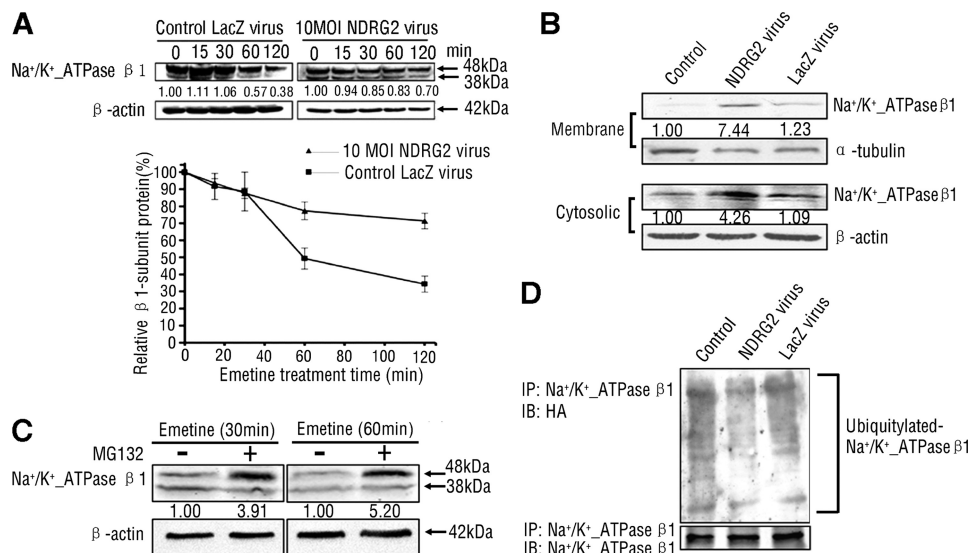 A
Control LacZ virus
10MOI NDRG2 virus
0 15 30 60 120
0 15 30 60 120 min
Na⁺/K⁺_ATPase β1
48kDa
38kDa
1.00 1.11 1.06 0.57 0.38
1.00 0.94 0.85 0.83 0.70
β-actin
42kDa
10 MOI NDRG2 virus
Control LacZ virus
Relative β1-subunit protein(%)
100
90
80
70
60
50
40
30
20
10
0
0 20 40 60 80 100 120
Emetine treatment time (min)
B
Control
NDRG2 virus
LacZ virus
Na⁺/K⁺_ATPase β1
Membrane
1.00 7.44 1.23
α-tubulin
Na⁺/K⁺_ATPase β1
Cytosolic
1.00 4.26 1.09
β-actin
C
Emetine (30min)
Emetine (60min)
MG132
- +
- +
Na⁺/K⁺_ATPase β1
48kDa
38kDa
1.00 3.91
1.00 5.20
β-actin
42kDa
D
Control
NDRG2 virus
LacZ virus
IP: Na⁺/K⁺_ATPase β1
IB: HA
Ubiquitylated-
Na⁺/K⁺_ATPase β1
IP: Na⁺/K⁺_ATPase β1
IB: Na⁺/K⁺_ATPase β1